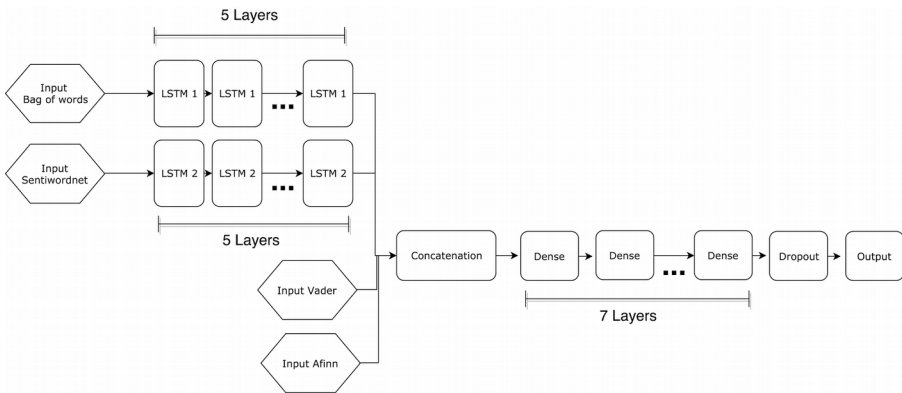 5 Layers
Input
Bag of words
LSTM 1
LSTM 1
...
LSTM 1
Input
Sentiwordnet
LSTM 2
LSTM 2
...
LSTM 2
5 Layers
Concatenation
Dense
Dense
...
Dense
Dropout
Output
Input Vader
7 Layers
Input Afinn